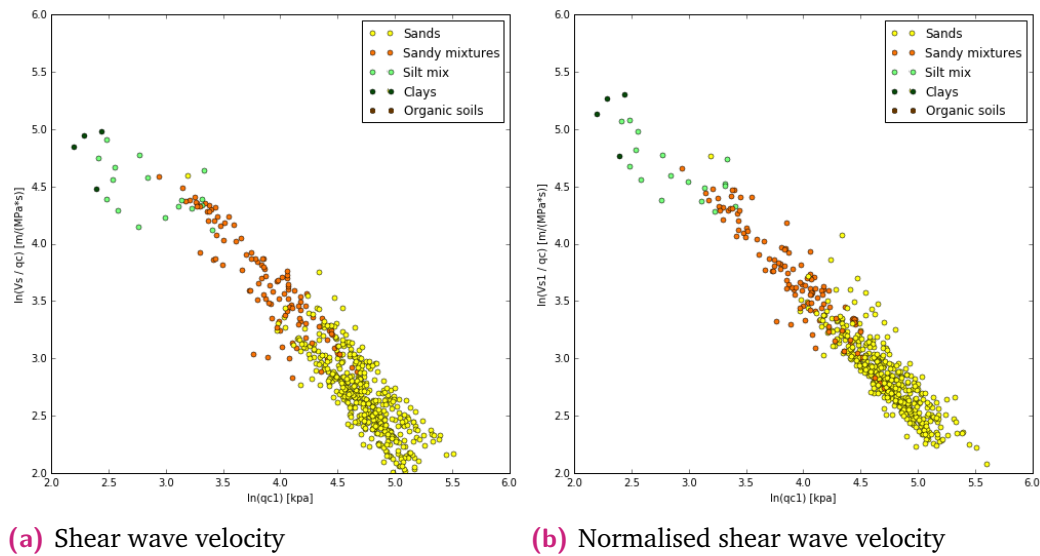 6.0
5.5
5.0
4.5
4.0
3.5
3.0
2.5
2.0
ln(Vs / qc) [m/(MPa*s)]
2.0 2.5 3.0 3.5 4.0 4.5 5.0 5.5 6.0
ln(qc1) [kpa]
Sands
Sandy mixtures
Silt mix
Clays
Organic soils
(a) Shear wave velocity
6.0
5.5
5.0
4.5
4.0
3.5
3.0
2.5
2.0
ln(Vs1 / qc) [m/(MPa*s)]
2.0 2.5 3.0 3.5 4.0 4.5 5.0 5.5 6.0
ln(qc1) [kpa]
Sands
Sandy mixtures
Silt mix
Clays
Organic soils
(b) Normalised shear wave velocity